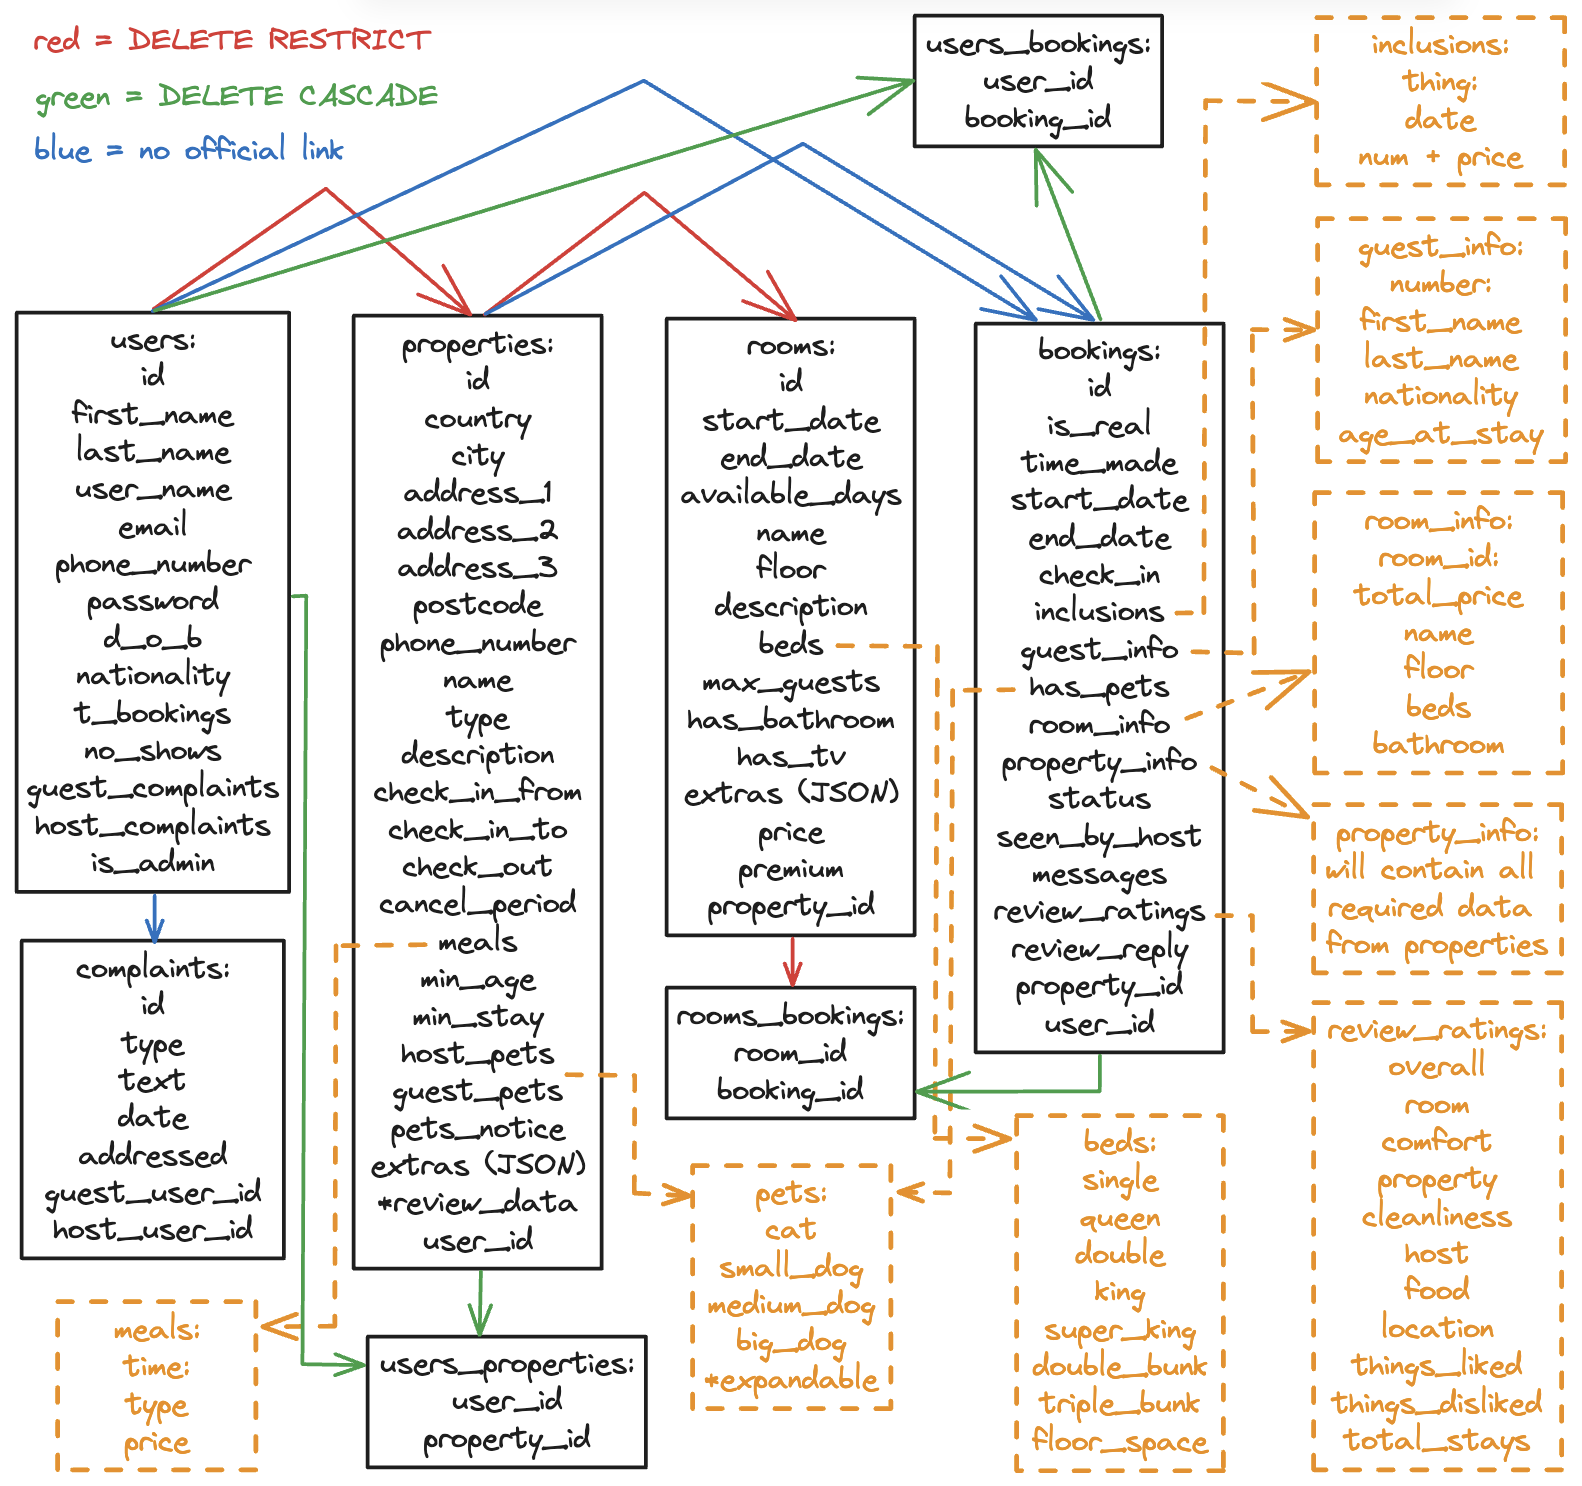 red = DELETE RESTRICT
green = DELETE CASCADE
blue = no official link
users_bookings:
user_id
booking_id
inclusions:
thing:
date
num + price
guest_info:
number:
first_name
last_name
nationality
age_at_stay
users:
id
first_name
last_name
user_name
email
phone_number
password
d_o_b
nationality
t_bookings
no_shows
guest_complaints
host_complaints
is_admin
properties:
id
country
city
address_1
address_2
address_3
postcode
phone_number
name
type
description
check_in_from
check_in_to
check_out
cancel_period
meals
min_age
min_stay
host_pets
guest_pets
pets_notice
extras (JSON)
*review_data
user_id
rooms:
id
start_date
end_date
available_days
name
floor
description
beds
max_guests
has_bathroom
has_tv
extras (JSON)
price
premium
property_id
bookings:
id
is_real
time_made
start_date
end_date
check_in
inclusions
guest_info
has_pets
room_info
property_info
status
seen_by_host
messages
review_ratings
review_reply
property_id
user_id
room_info:
room_id:
total_price
name
floor
beds
bathroom
property_info:
will contain all
required data
from properties
complaints:
id
type
text
date
addressed
guest_user_id
host_user_id
rooms_bookings:
room_id
booking_id
review_ratings:
overall
room
comfort
property
cleanliness
host
food
location
things_liked
things_disliked
total_stays
meals:
time:
type
price
users_properties:
user_id
property_id
pets:
cat
small_dog
medium_dog
big_dog
*expandable
beds:
single
queen
double
king
super_king
double_bunk
triple_bunk
floor_space